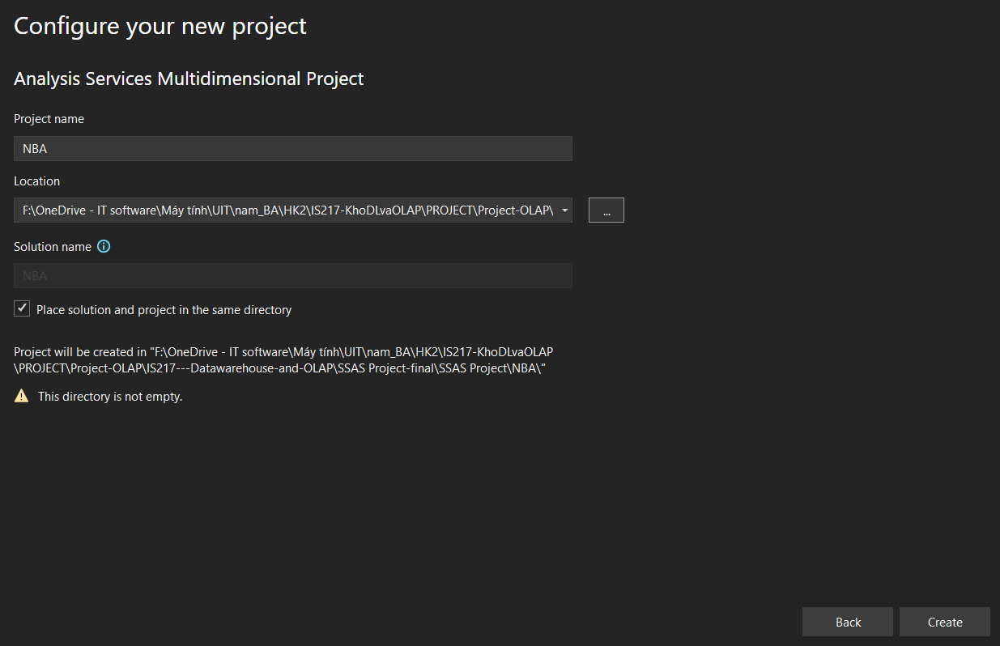 Configure your new project
Analysis Services Multidimensional Project
Project name
NBA
Location
F:\OneDrive - IT software\Máy tính\UIT\nam_BA\HK2\IS217-KhoDLvaOLAP\PROJECT\Project-OLAP\
...
Solution name
NBA
Place solution and project in the same directory
Project will be created in "F:\OneDrive - IT software\Máy tính\UIT\nam_BA\HK2\IS217-KhoDLvaOLAP
\PROJECT\Project-OLAP\IS217---Datawarehouse-and-OLAP\SSAS Project-final\SSAS Project\NBA\"
This directory is not empty.
Back
Create